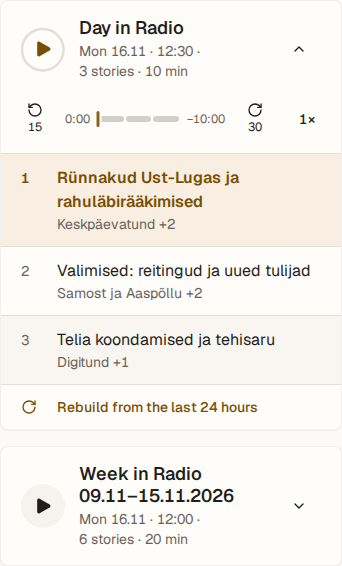 Day in Radio
Mon 16.11 · 12:30 ·
3 stories · 10 min
15
0:00
−10:00
30
1×
1
Rünnakud Ust-Lugas ja
rahuläbirääkimised
Keskpäevatund +2
2
Valimised: reitingud ja uued tulijad
Samost ja Aaspõllu +2
3
Telia koondamised ja tehisaru
Digitund +1
Rebuild from the last 24 hours
Week in Radio
09.11–15.11.2026
Mon 16.11 · 12:00 ·
6 stories · 20 min